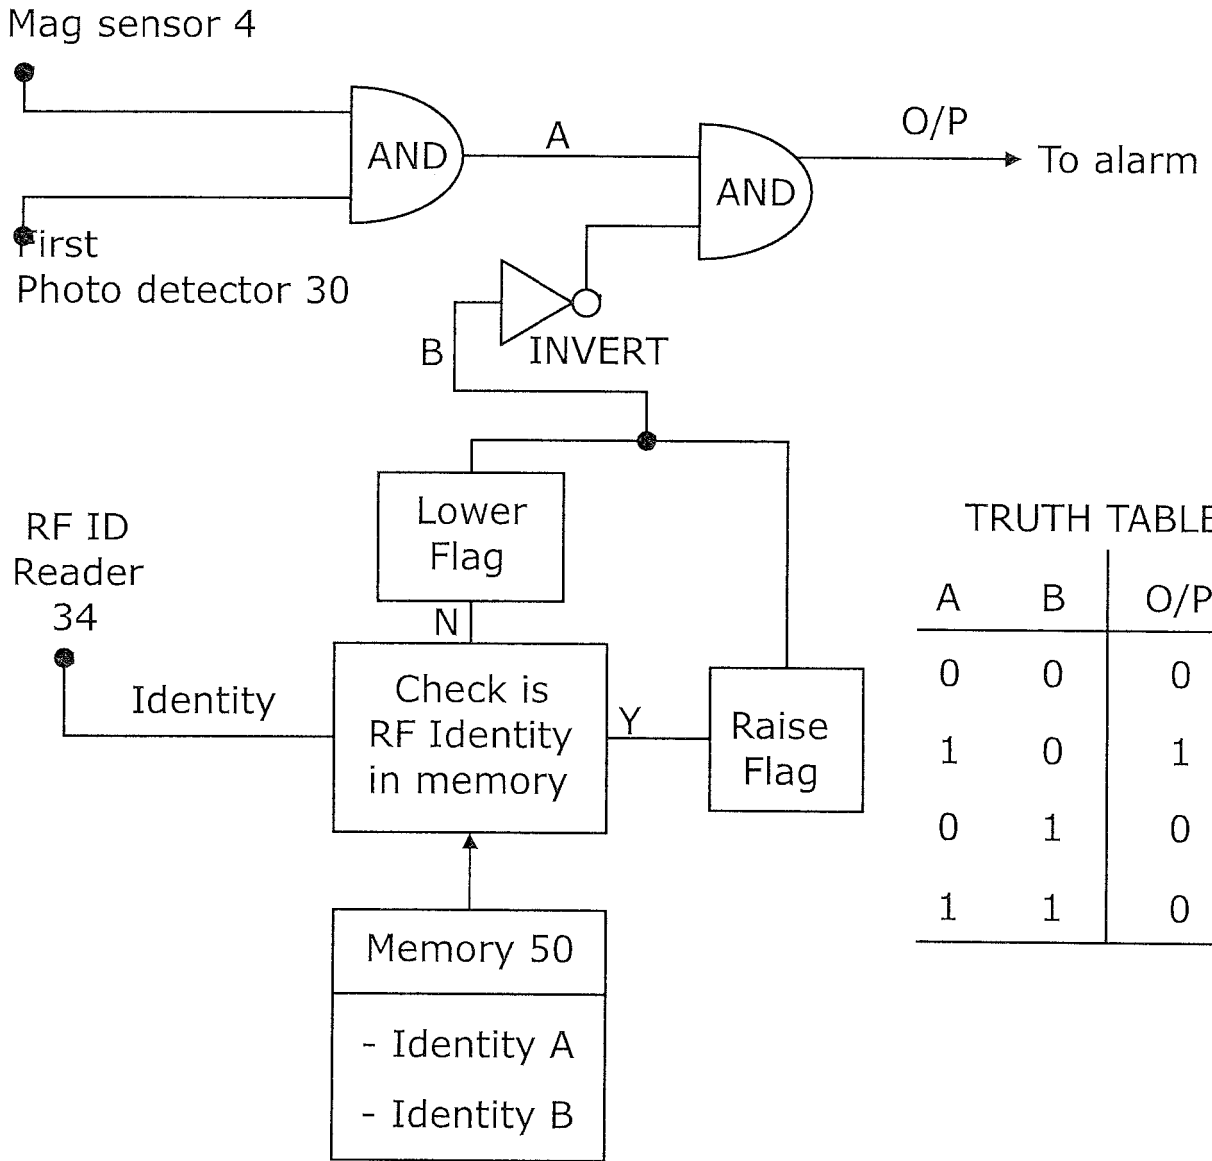 Mag sensor 4
AND
A
AND
O/P
To alarm
First
Photo detector 30
B
INVERT
Lower
Flag
N
RF ID
Reader
34
Identity
Check is
RF Identity
in memory
Y
Raise
Flag
Memory 50
- Identity A
- Identity B
TRUTH TABLE
A B O/P
0 0 0
1 0 1
0 1 0
1 1 0